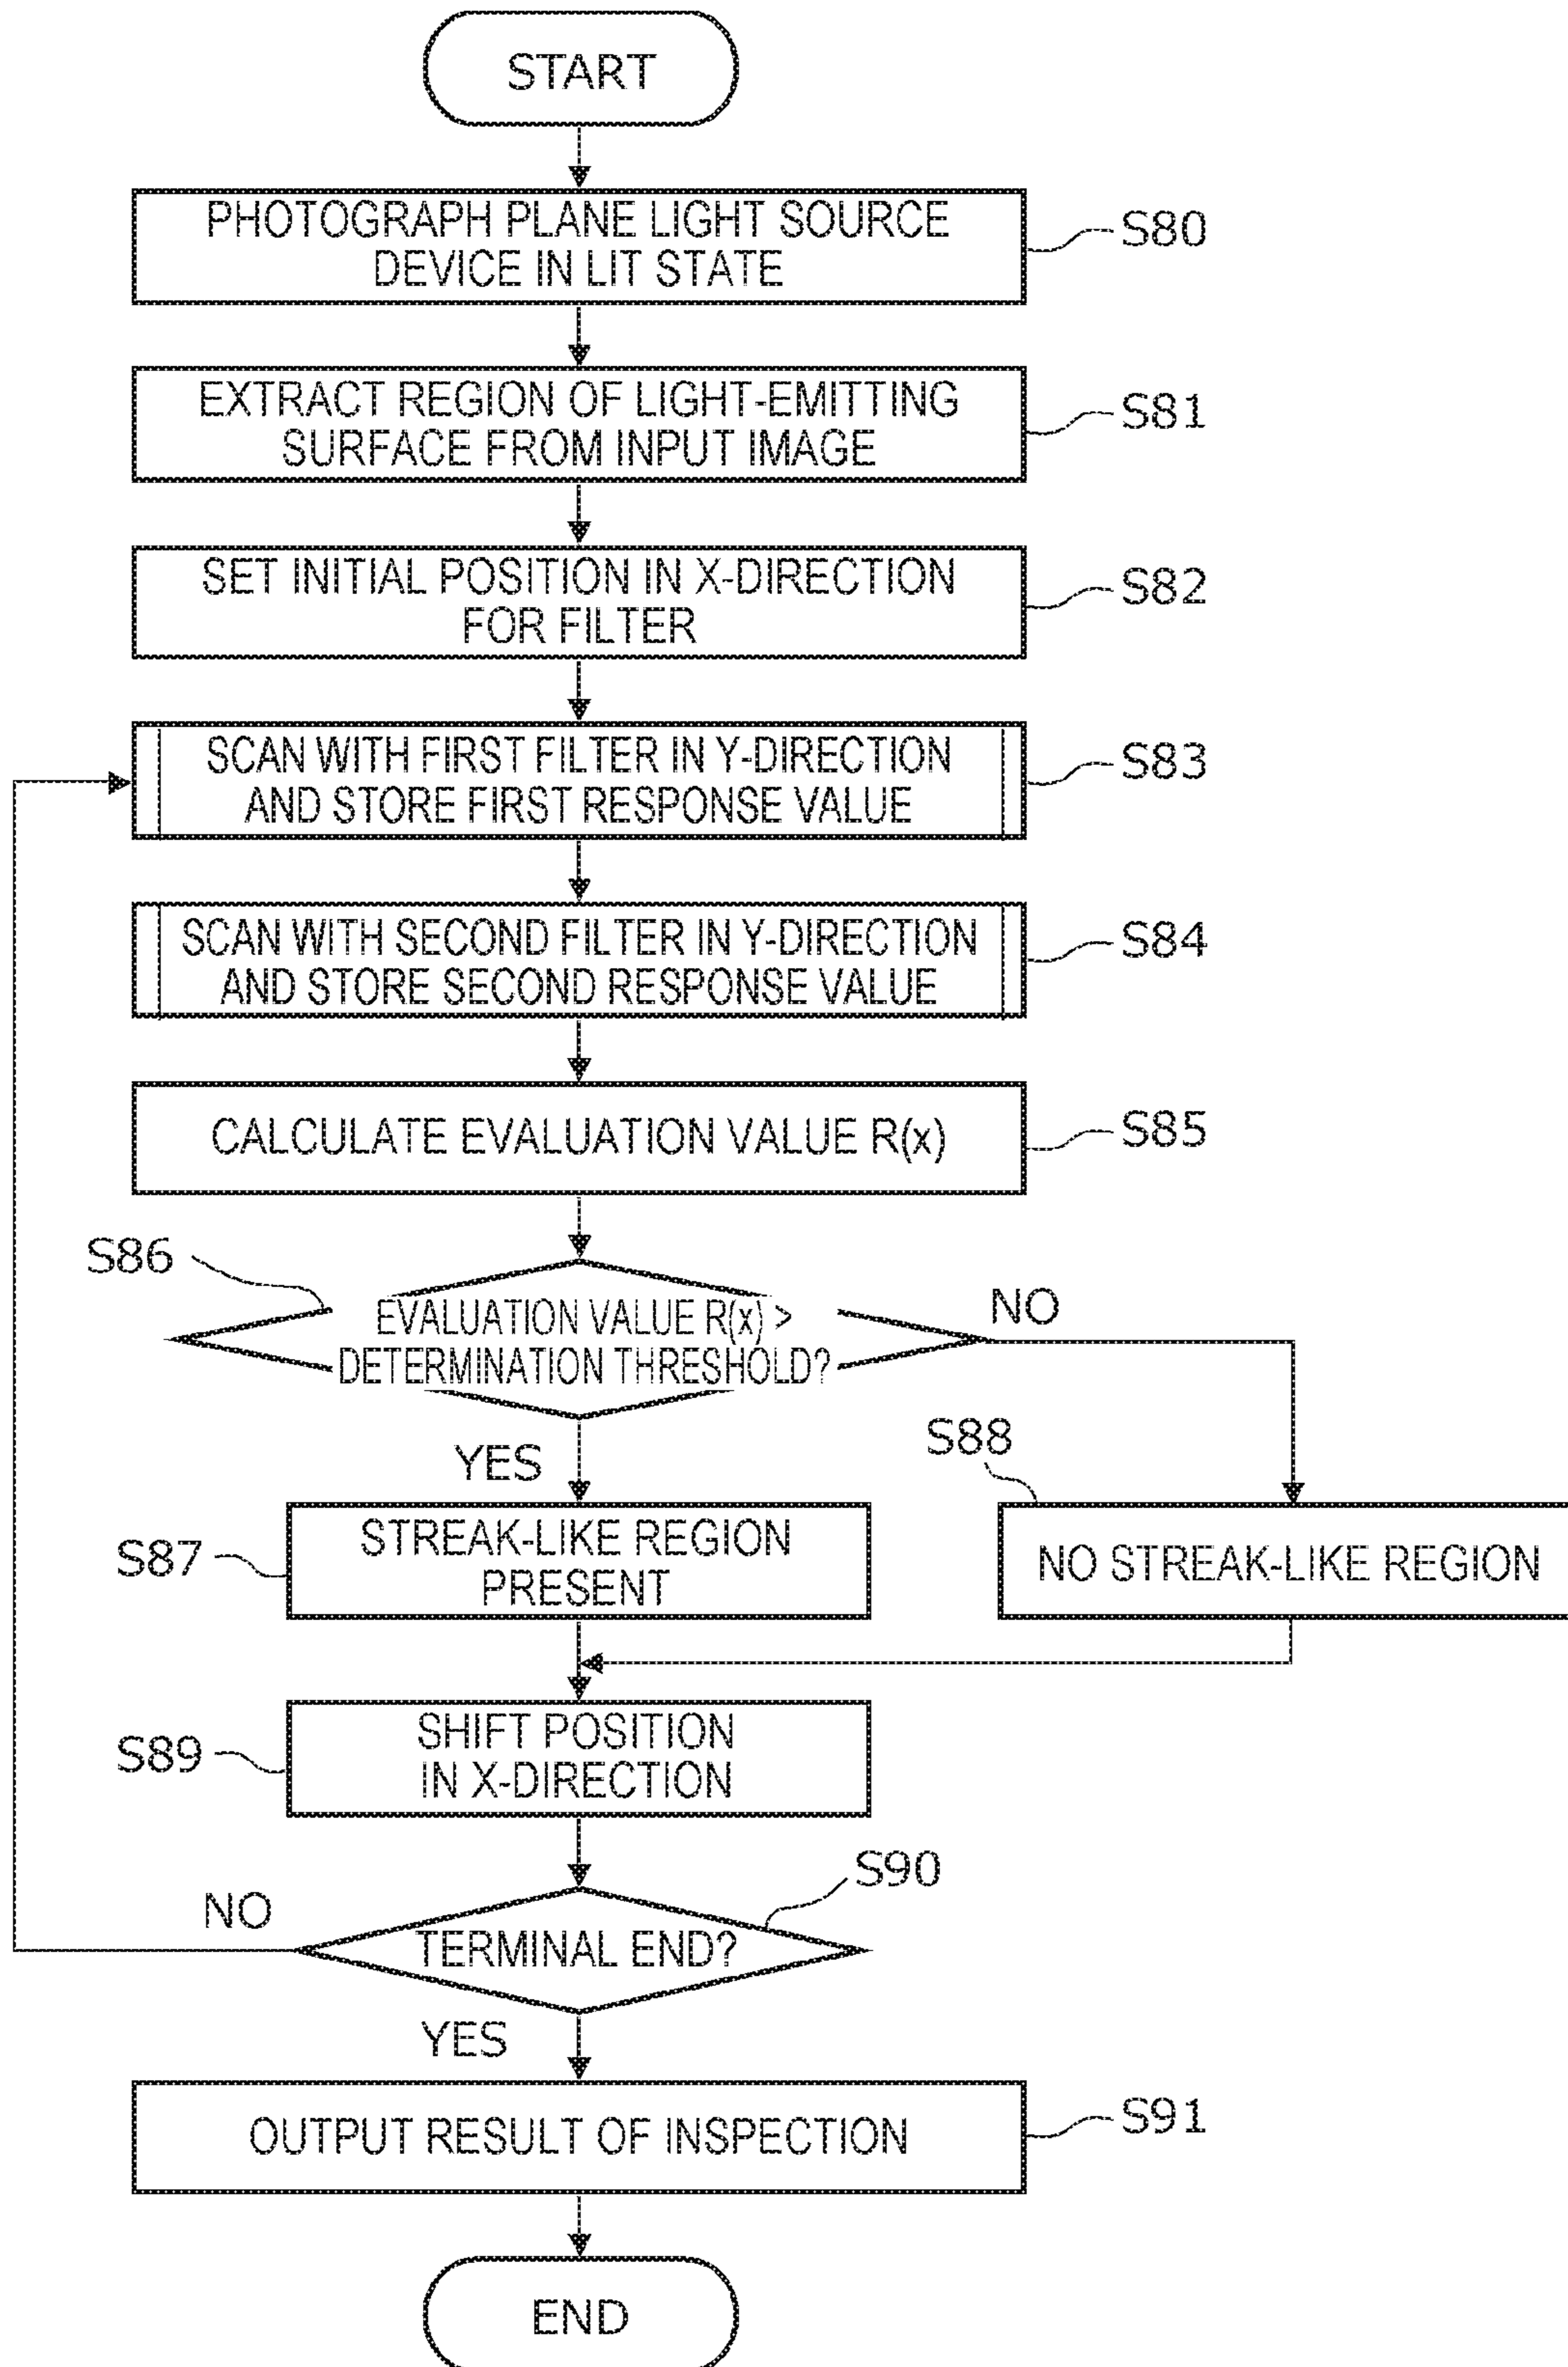 START
PHOTOGRAPH PLANE LIGHT SOURCE
DEVICE IN LIT STATE
S80
EXTRACT REGION OF LIGHT-EMITTING
SURFACE FROM INPUT IMAGE
S81
SET INITIAL POSITION IN X-DIRECTION
FOR FILTER
S82
SCAN WITH FIRST FILTER IN Y-DIRECTION
AND STORE FIRST RESPONSE VALUE
S83
SCAN WITH SECOND FILTER IN Y-DIRECTION
AND STORE SECOND RESPONSE VALUE
S84
CALCULATE EVALUATION VALUE R(x)
S85
S86
EVALUATION VALUE R(x) >
DETERMINATION THRESHOLD?
NO
YES
S88
S87
STREAK-LIKE REGION
PRESENT
NO STREAK-LIKE REGION
S89
SHIFT POSITION
IN X-DIRECTION
S90
NO
TERMINAL END?
YES
OUTPUT RESULT OF INSPECTION
S91
END